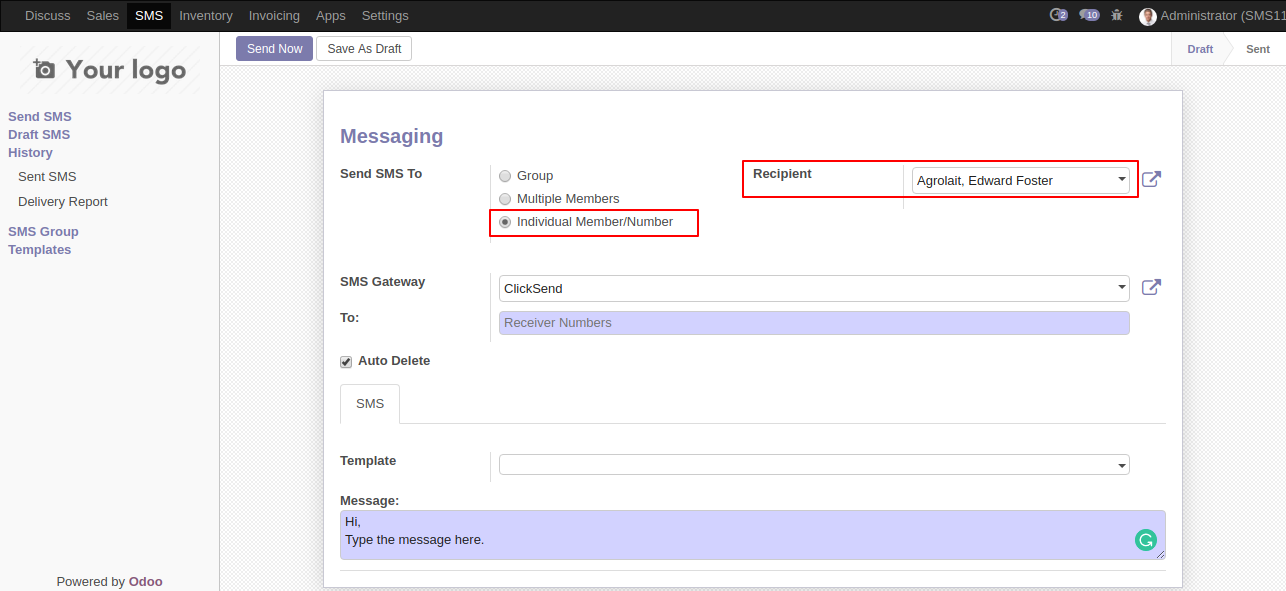 Discuss Sales SMS Inventory Invoicing Apps Settings 2 10 Administrator (SMS11
Your logo
Send Now Save As Draft Draft Sent
Send SMS
Draft SMS
History
Sent SMS
Delivery Report
SMS Group
Templates
Powered by Odoo
Messaging
Send SMS To
Group
Multiple Members
Individual Member/Number
Recipient Agrolait, Edward Foster
SMS Gateway ClickSend
To: Receiver Numbers
Auto Delete
SMS
Template
Message:
Hi,
Type the message here.